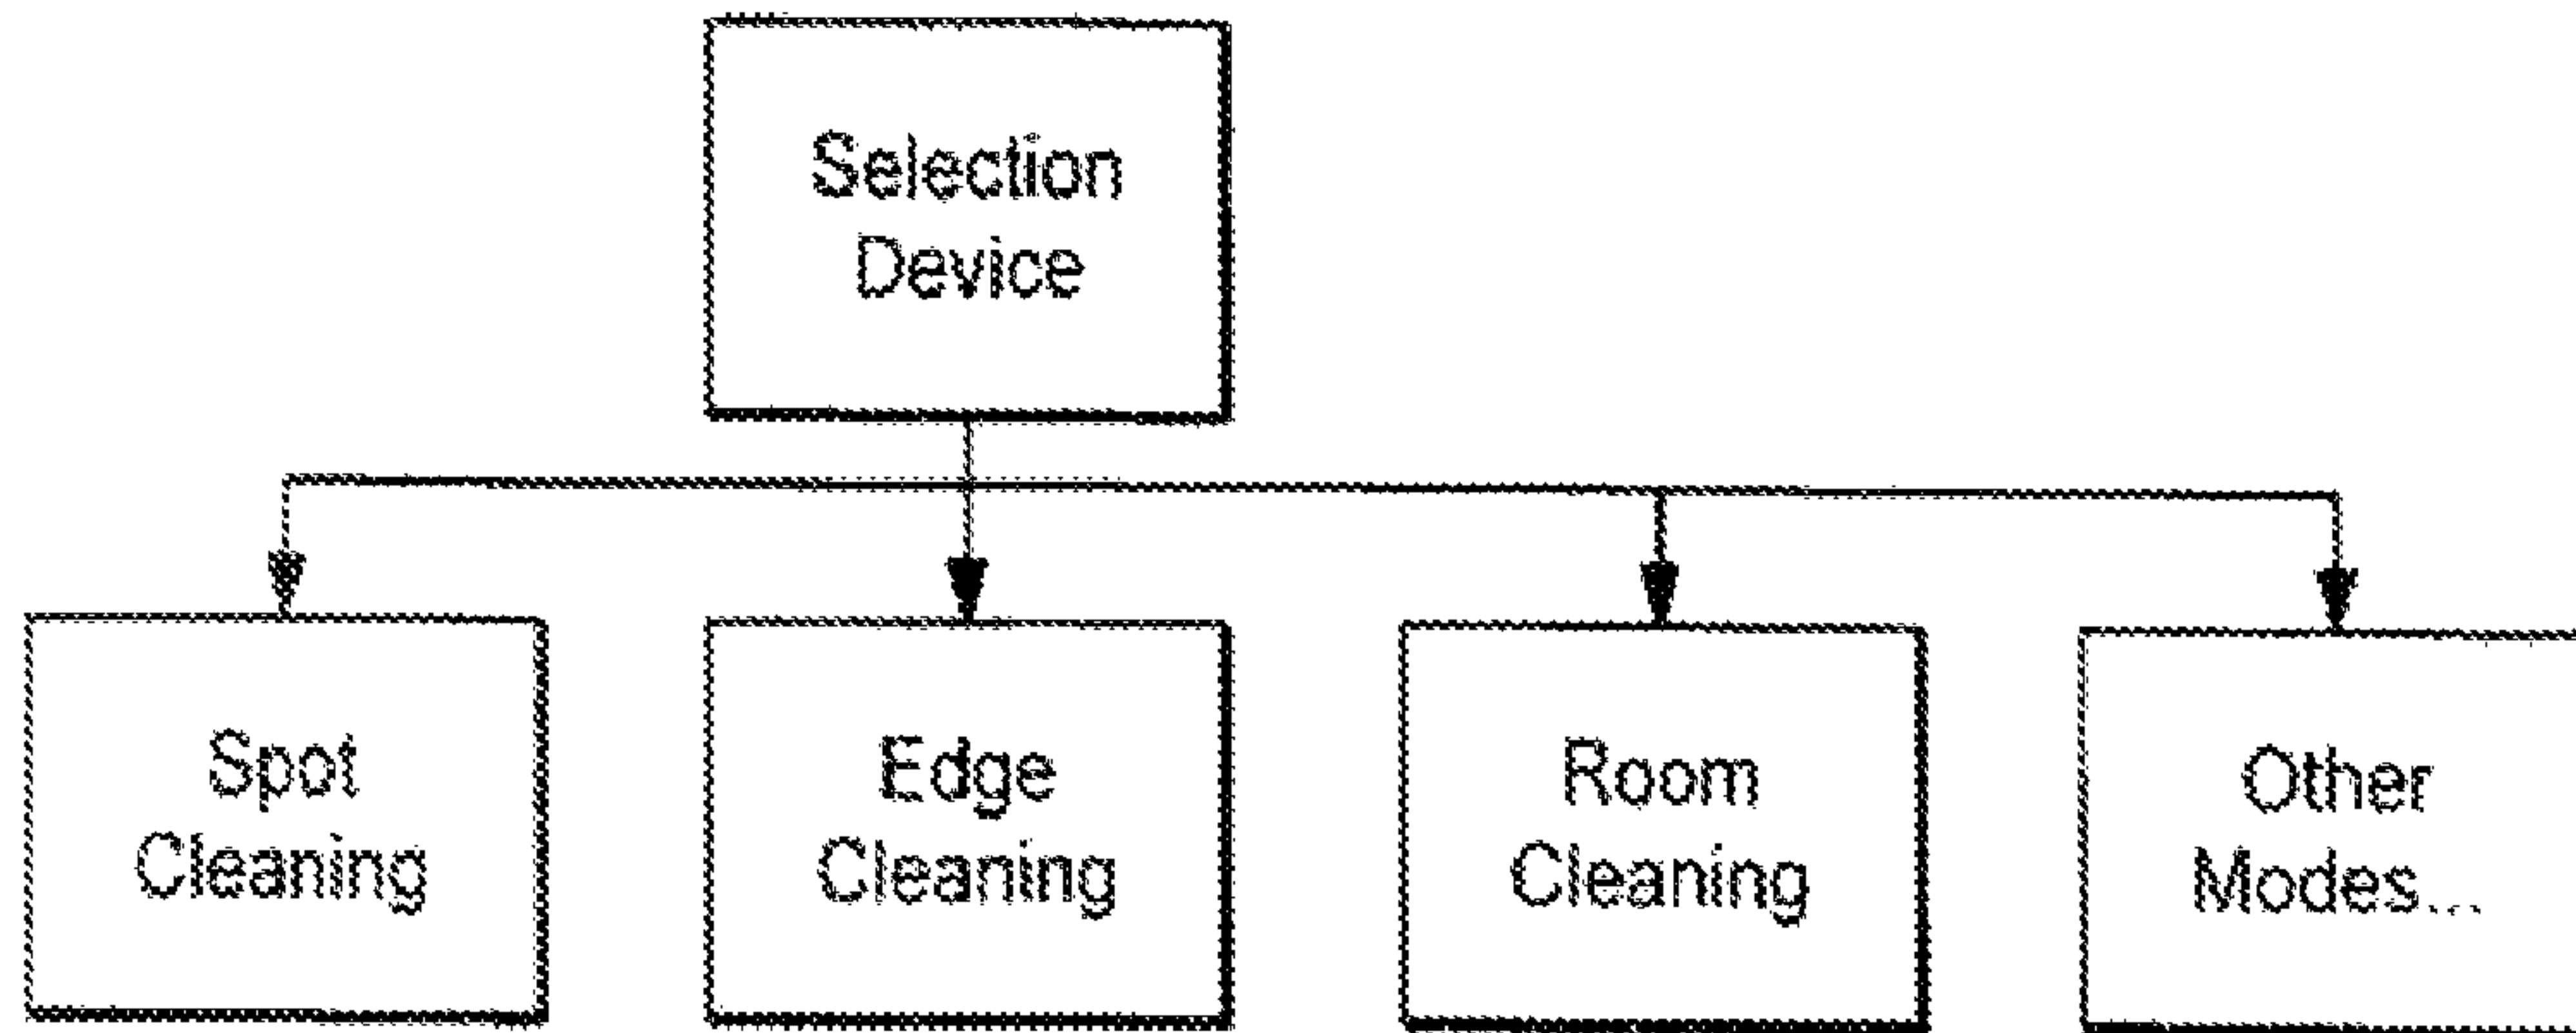 Selection
Device
Spot
Cleaning
Edge
Cleaning
Room
Cleaning
Other
Modes...